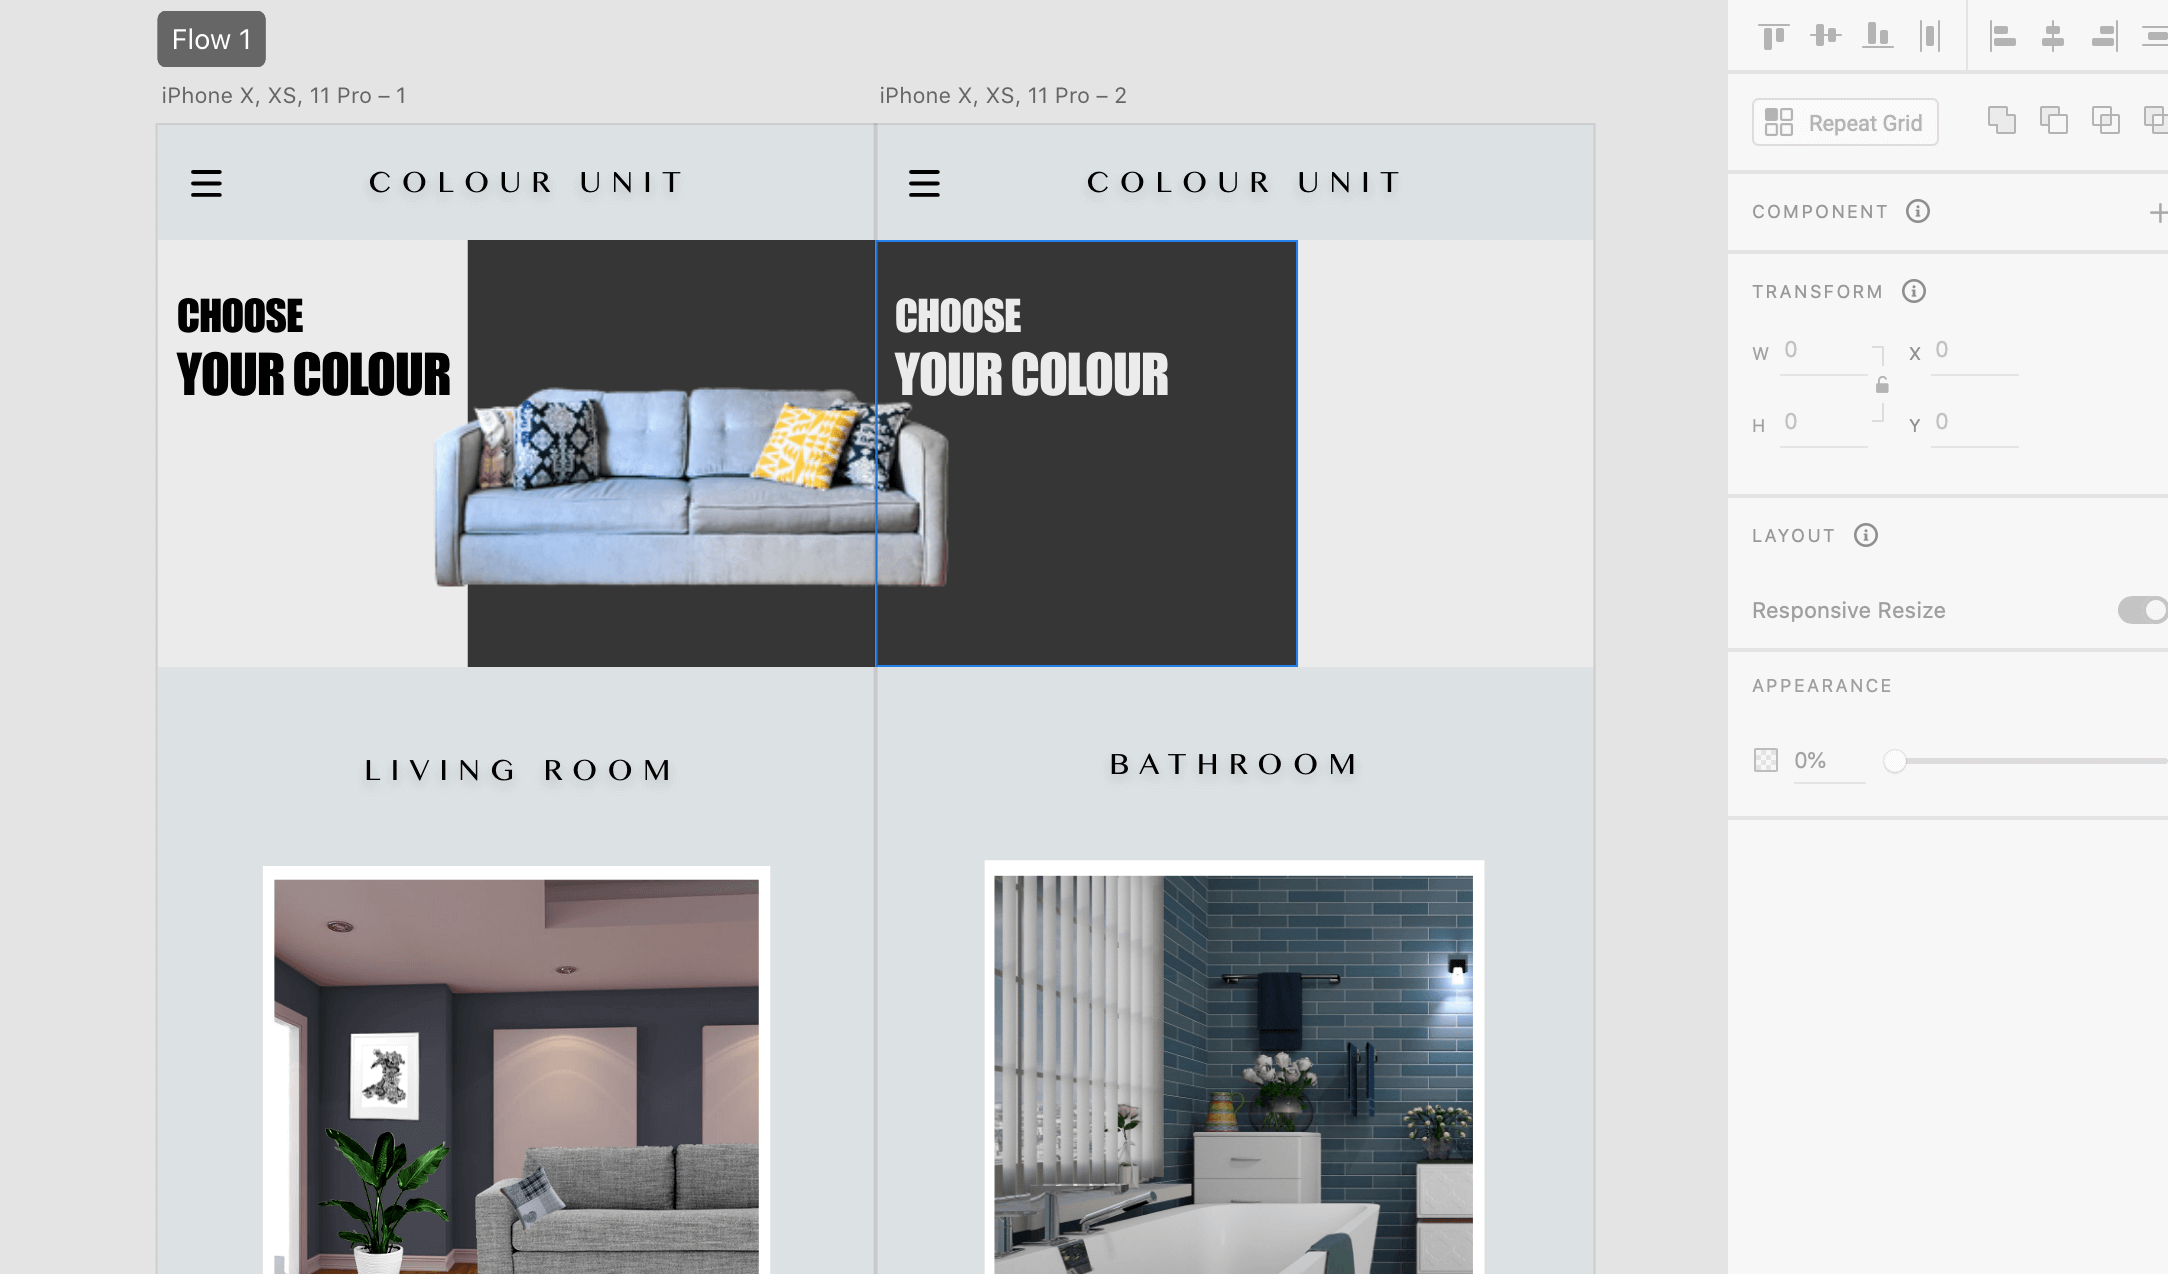 Flow 1
iPhone X, XS, 11 Pro – 1
iPhone X, XS, 11 Pro – 2
COLOUR UNIT
COLOUR UNIT
CHOOSE
YOUR COLOUR
CHOOSE
YOUR COLOUR
LIVING ROOM
BATHROOM
Repeat Grid
COMPONENT
TRANSFORM
W 0 X 0
H 0 Y 0
LAYOUT
Responsive Resize
APPEARANCE
0%